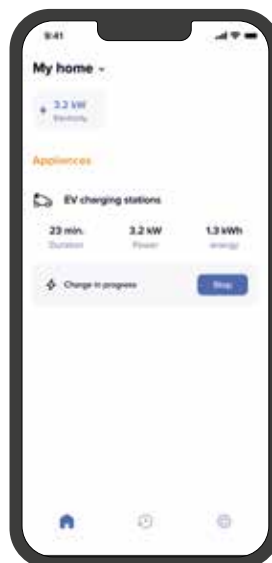 9:41
My home
3.2 kW
Electricity
Appliances
EV charging stations
23 min. 3.2 kW 1.3 kWh
Duration Power energy
Charge in progress Stop